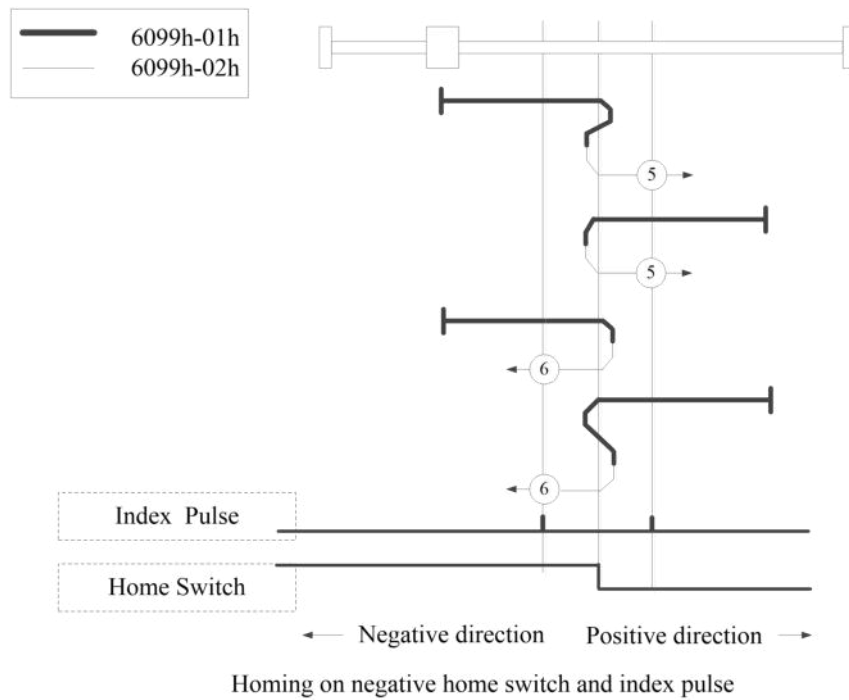 6099h-01h
6099h-02h
5
5
6
6
Index Pulse
Home Switch
Negative direction
Positive direction
Homing on negative home switch and index pulse